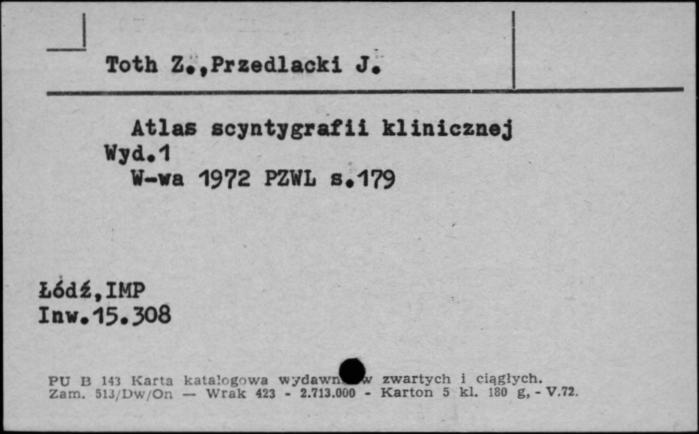 Toth Z.,Przedlacki J.
Atlas scyntygrafii klinicznej
Wyd.1
W-wa 1972 PZWL s.179
Łódź,IMP
Inw.15.308
PU B 143 Karta katalogowa zwartych i ciągłych.
Zam. 513/Dw/On — Wrak 423 - 2.713.000 - Karton 5 kl. 180 g, - V.72.